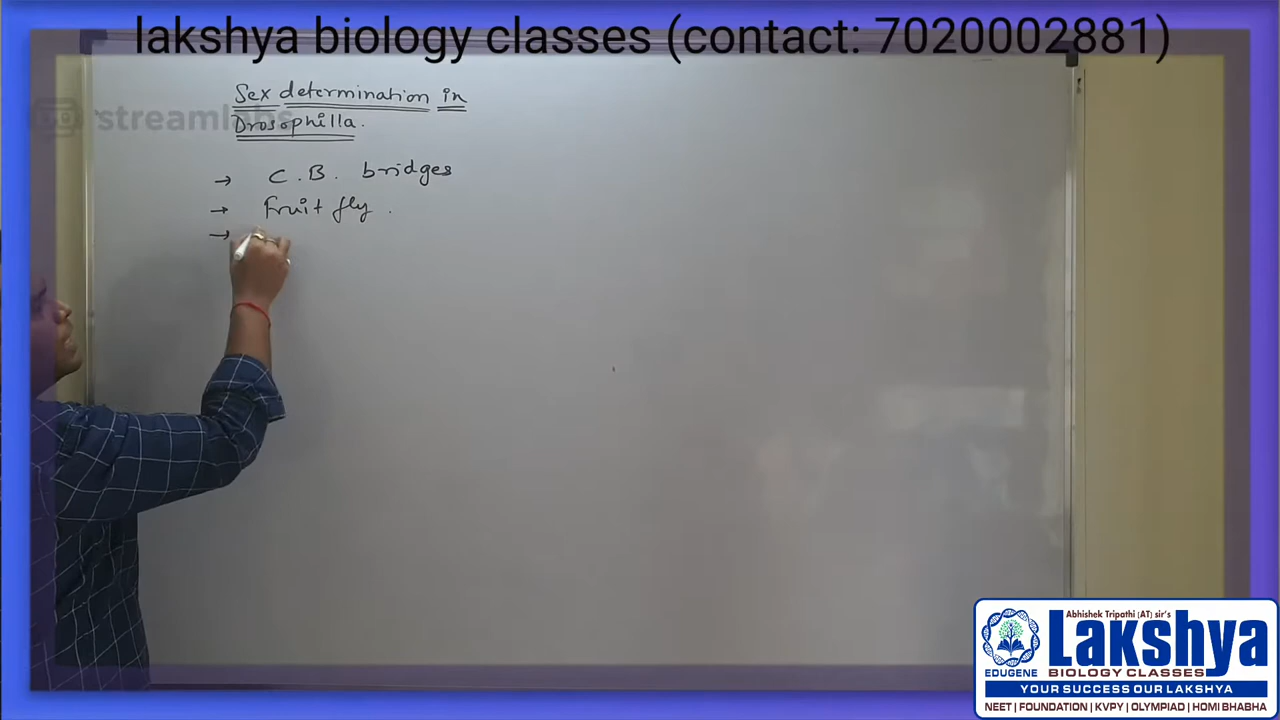 lakshya biology classes (contact: 7020002881)
streamlabs
Sex determination in
Drosophilla.
→ C.B. bridges
→ Fruit fly.
→
Abhishek Tripathi (AT) sir's
Lakshya
EDUGENE BIOLOGY CLASSES
YOUR SUCCESS OUR LAKSHYA
NEET | FOUNDATION | KVPY | OLYMPIAD | HOMI BHABHA